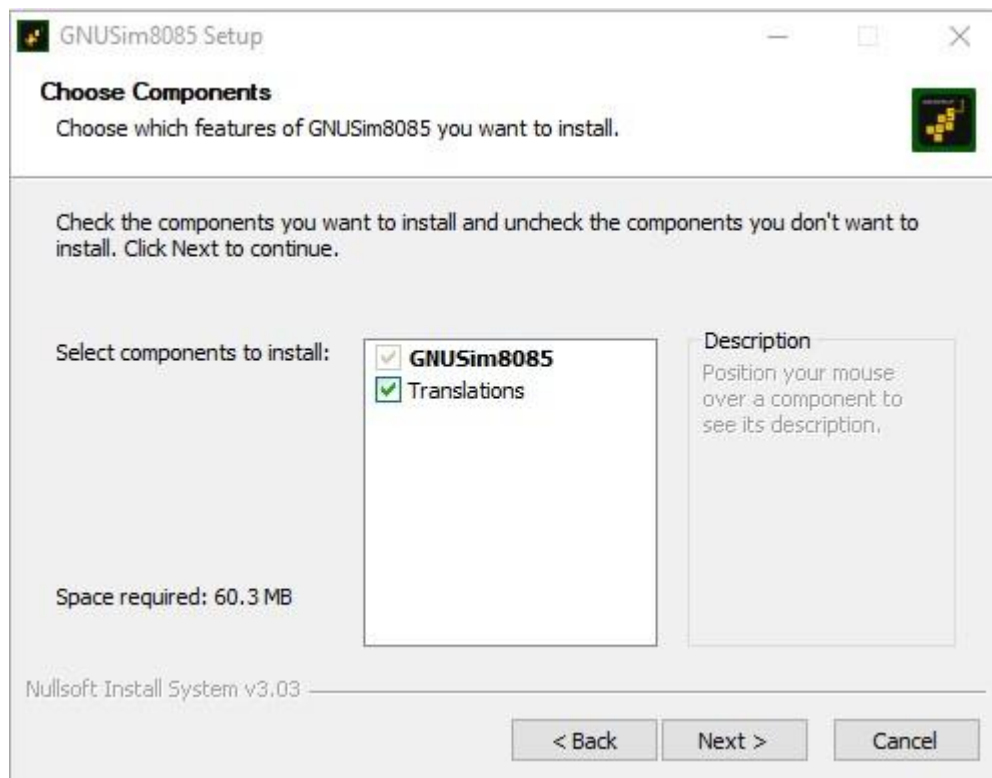 GNUSim8085 Setup
Choose Components
Choose which features of GNUSim8085 you want to install.
Check the components you want to install and uncheck the components you don't want to
install. Click Next to continue.
Select components to install:
GNUSim8085
Translations
Description
Position your mouse
over a component to
see its description.
Space required: 60.3 MB
Nullsoft Install System v3.03
< Back
Next >
Cancel